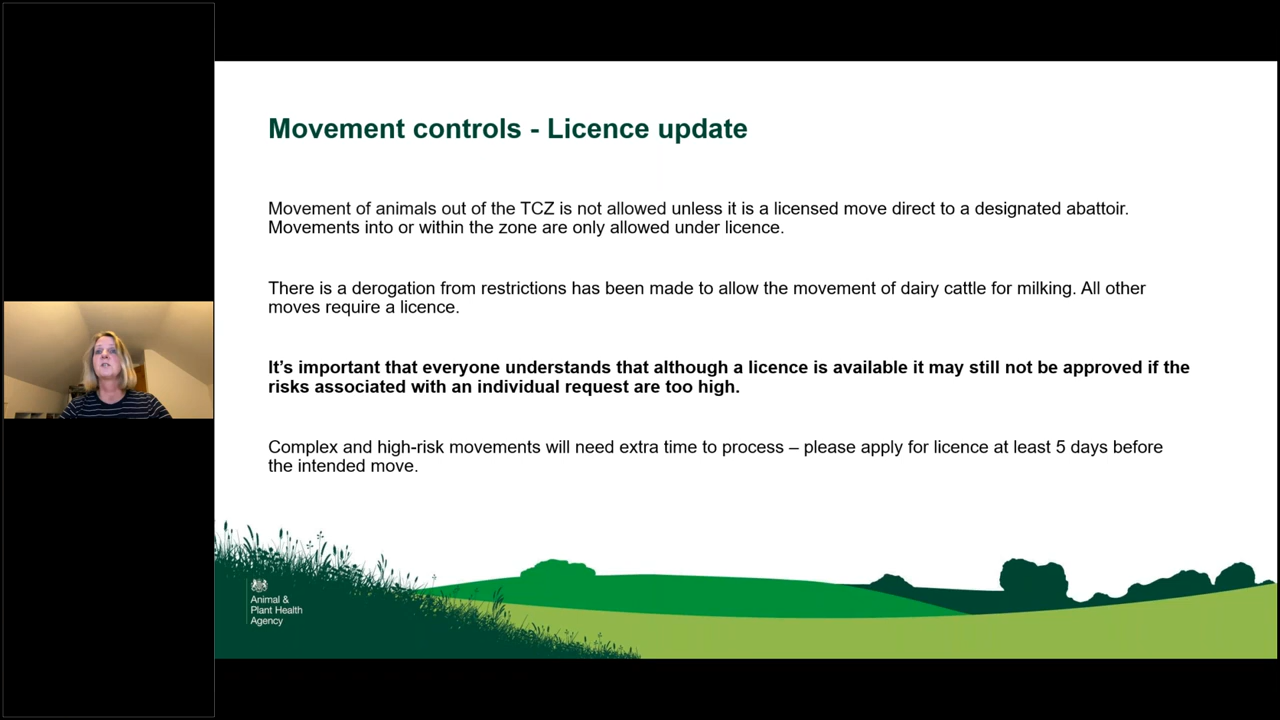 Movement controls - Licence update
Movement of animals out of the TCZ is not allowed unless it is a licensed move direct to a designated abattoir.
Movements into or within the zone are only allowed under licence.
There is a derogation from restrictions has been made to allow the movement of dairy cattle for milking. All other
moves require a licence.
It’s important that everyone understands that although a licence is available it may still not be approved if the
risks associated with an individual request are too high.
Complex and high-risk movements will need extra time to process – please apply for licence at least 5 days before
the intended move.
Animal &
Plant Health
Agency